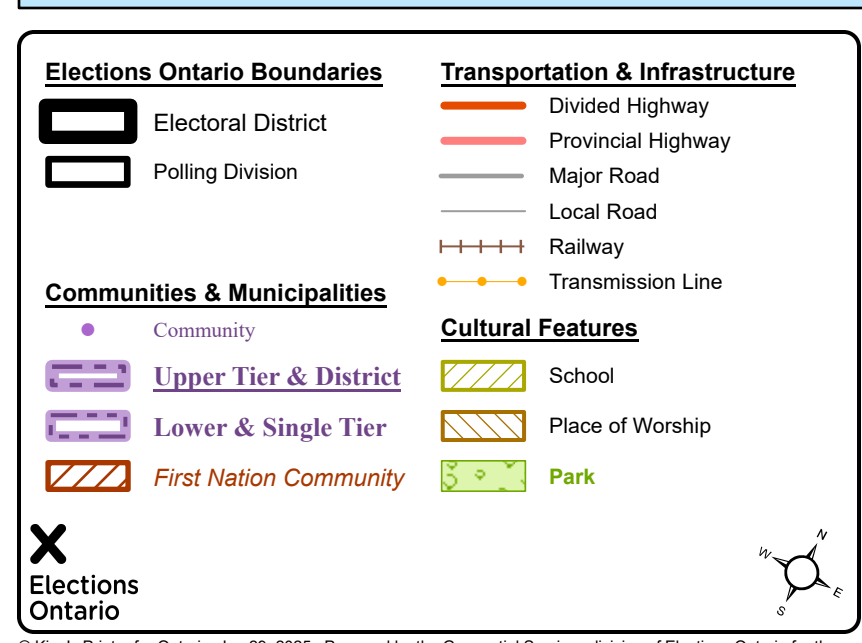 Elections Ontario Boundaries
Electoral District
Polling Division
Communities & Municipalities
Community
Upper Tier & District
Lower & Single Tier
First Nation Community
Transportation & Infrastructure
Divided Highway
Provincial Highway
Major Road
Local Road
Railway
Transmission Line
Cultural Features
School
Place of Worship
Park
Elections
Ontario
N
W
E
S